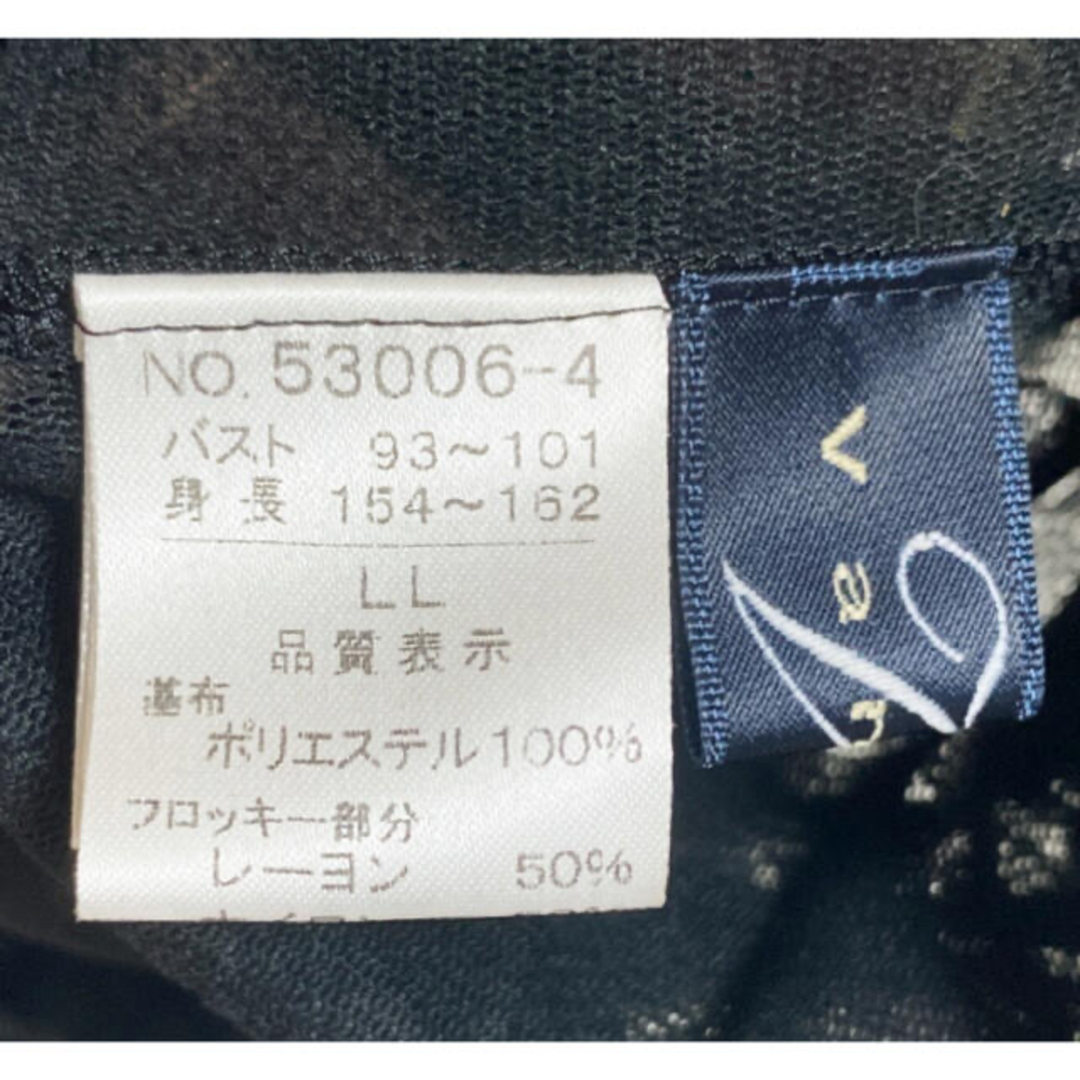 NO. 53006-4
バスト 93〜101
身長 154〜162
LL
品質表示
基布
ポリエステル100%
フロッキー部分
レーヨン 50%